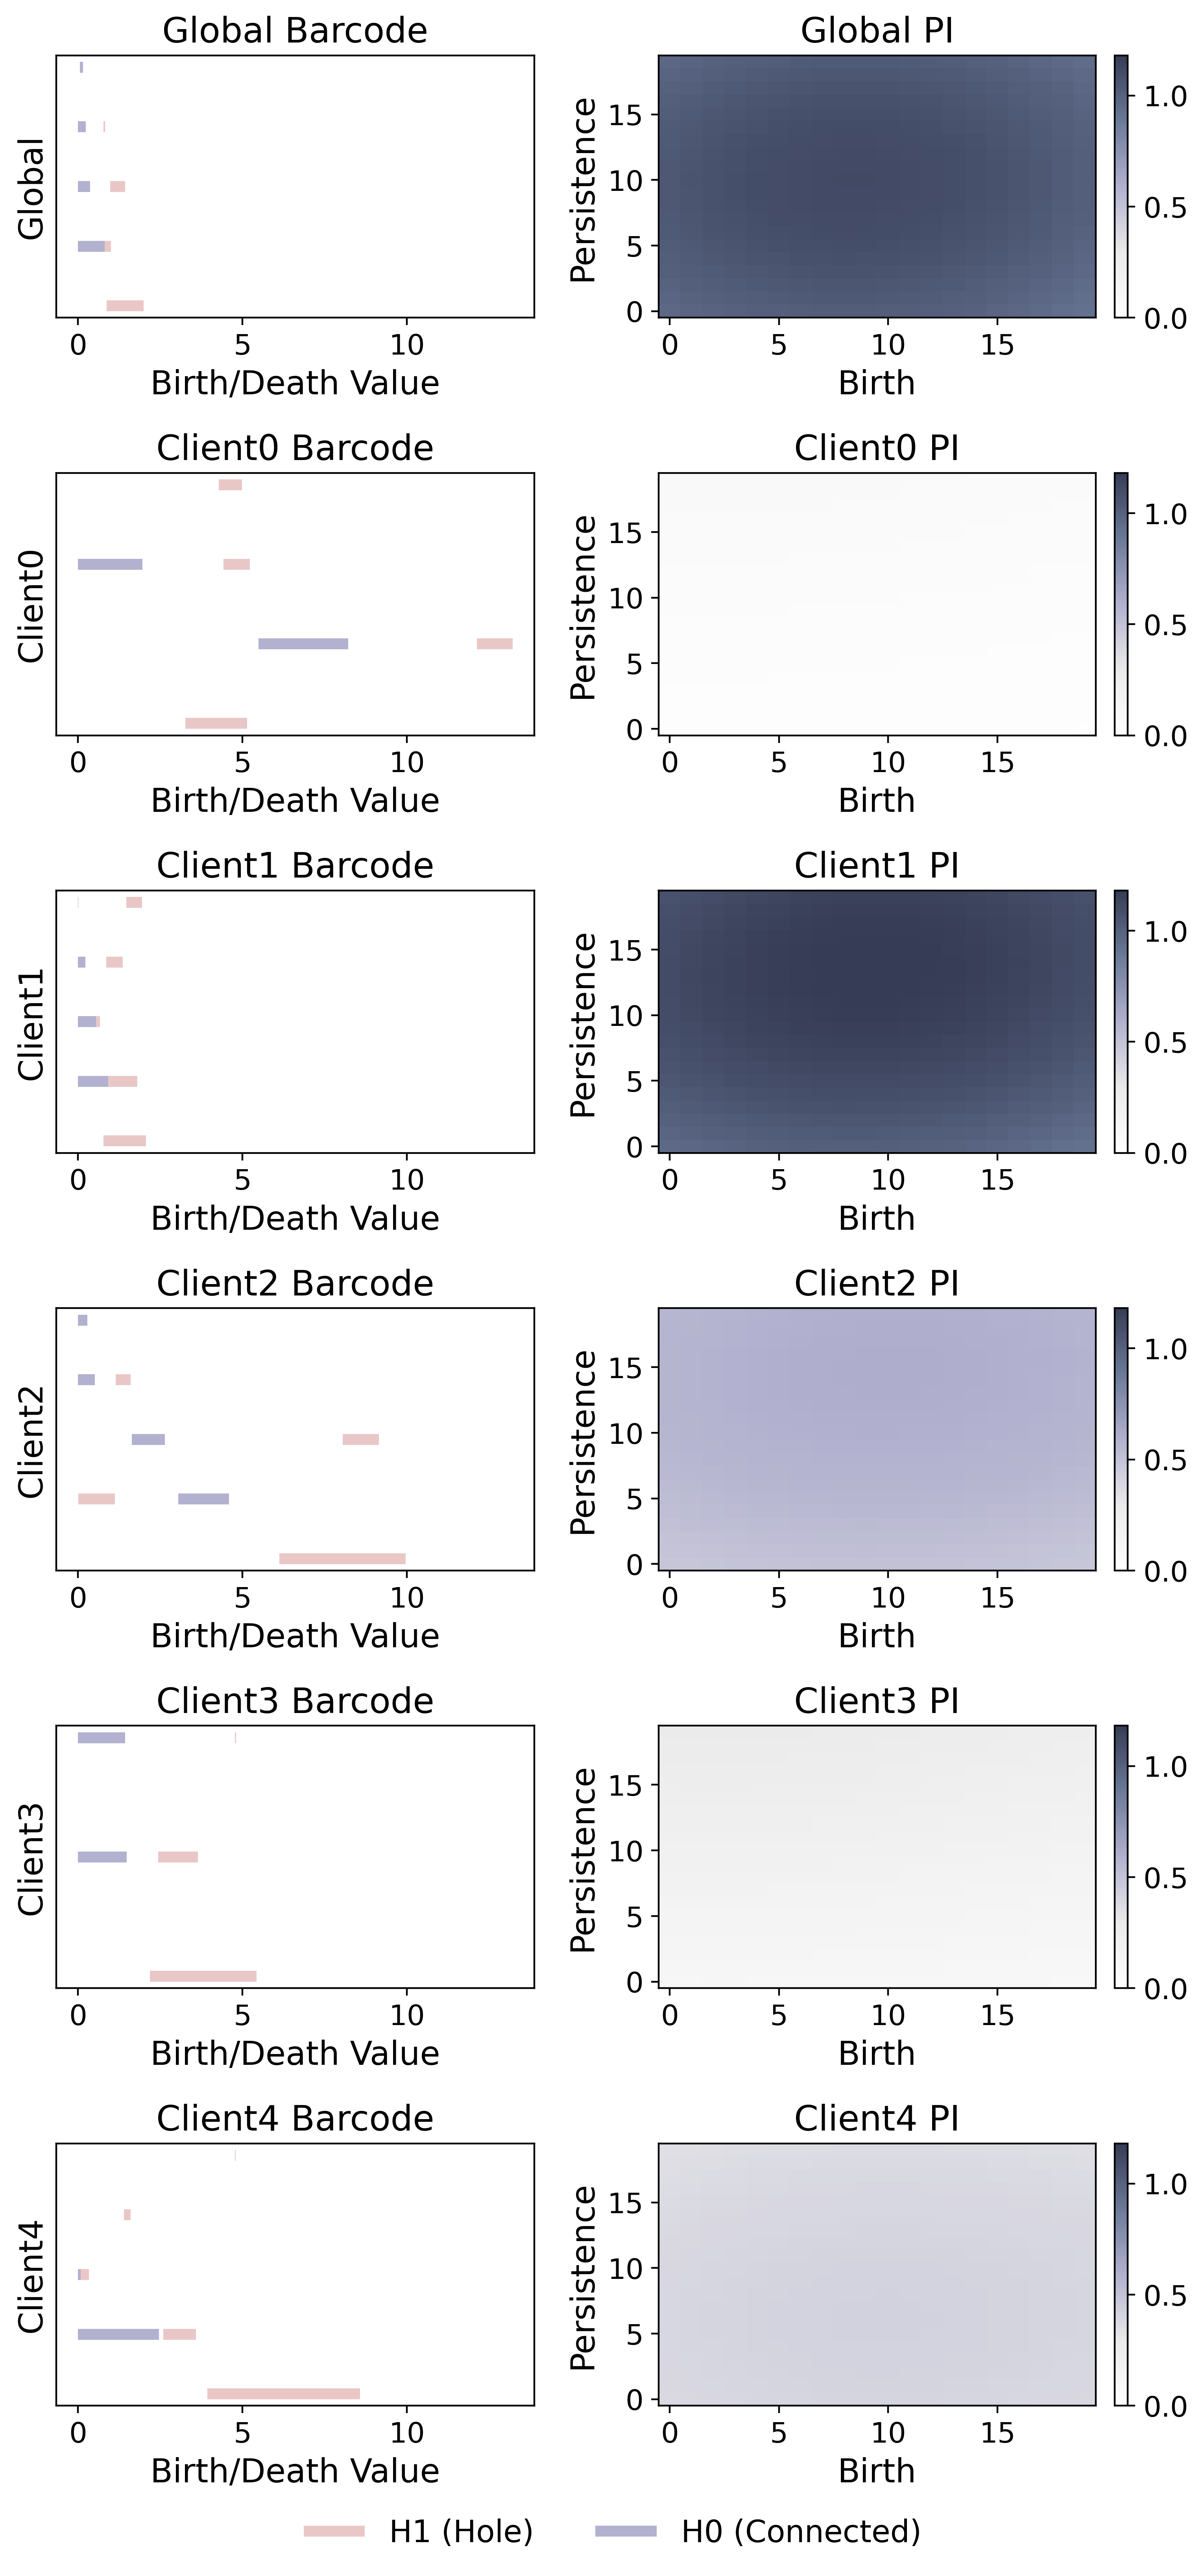 Global Barcode
Global
0 5 10
Birth/Death Value
Global PI
Persistence
15
10
5
0
0 5 10 15
Birth
1.0
0.5
0.0
Client0 Barcode
Client0
0 5 10
Birth/Death Value
Client0 PI
Persistence
15
10
5
0
0 5 10 15
Birth
1.0
0.5
0.0
Client1 Barcode
Client1
0 5 10
Birth/Death Value
Client1 PI
Persistence
15
10
5
0
0 5 10 15
Birth
1.0
0.5
0.0
Client2 Barcode
Client2
0 5 10
Birth/Death Value
Client2 PI
Persistence
15
10
5
0
0 5 10 15
Birth
1.0
0.5
0.0
Client3 Barcode
Client3
0 5 10
Birth/Death Value
Client3 PI
Persistence
15
10
5
0
0 5 10 15
Birth
1.0
0.5
0.0
Client4 Barcode
Client4
0 5 10
Birth/Death Value
Client4 PI
Persistence
15
10
5
0
0 5 10 15
Birth
1.0
0.5
0.0
H1 (Hole) H0 (Connected)